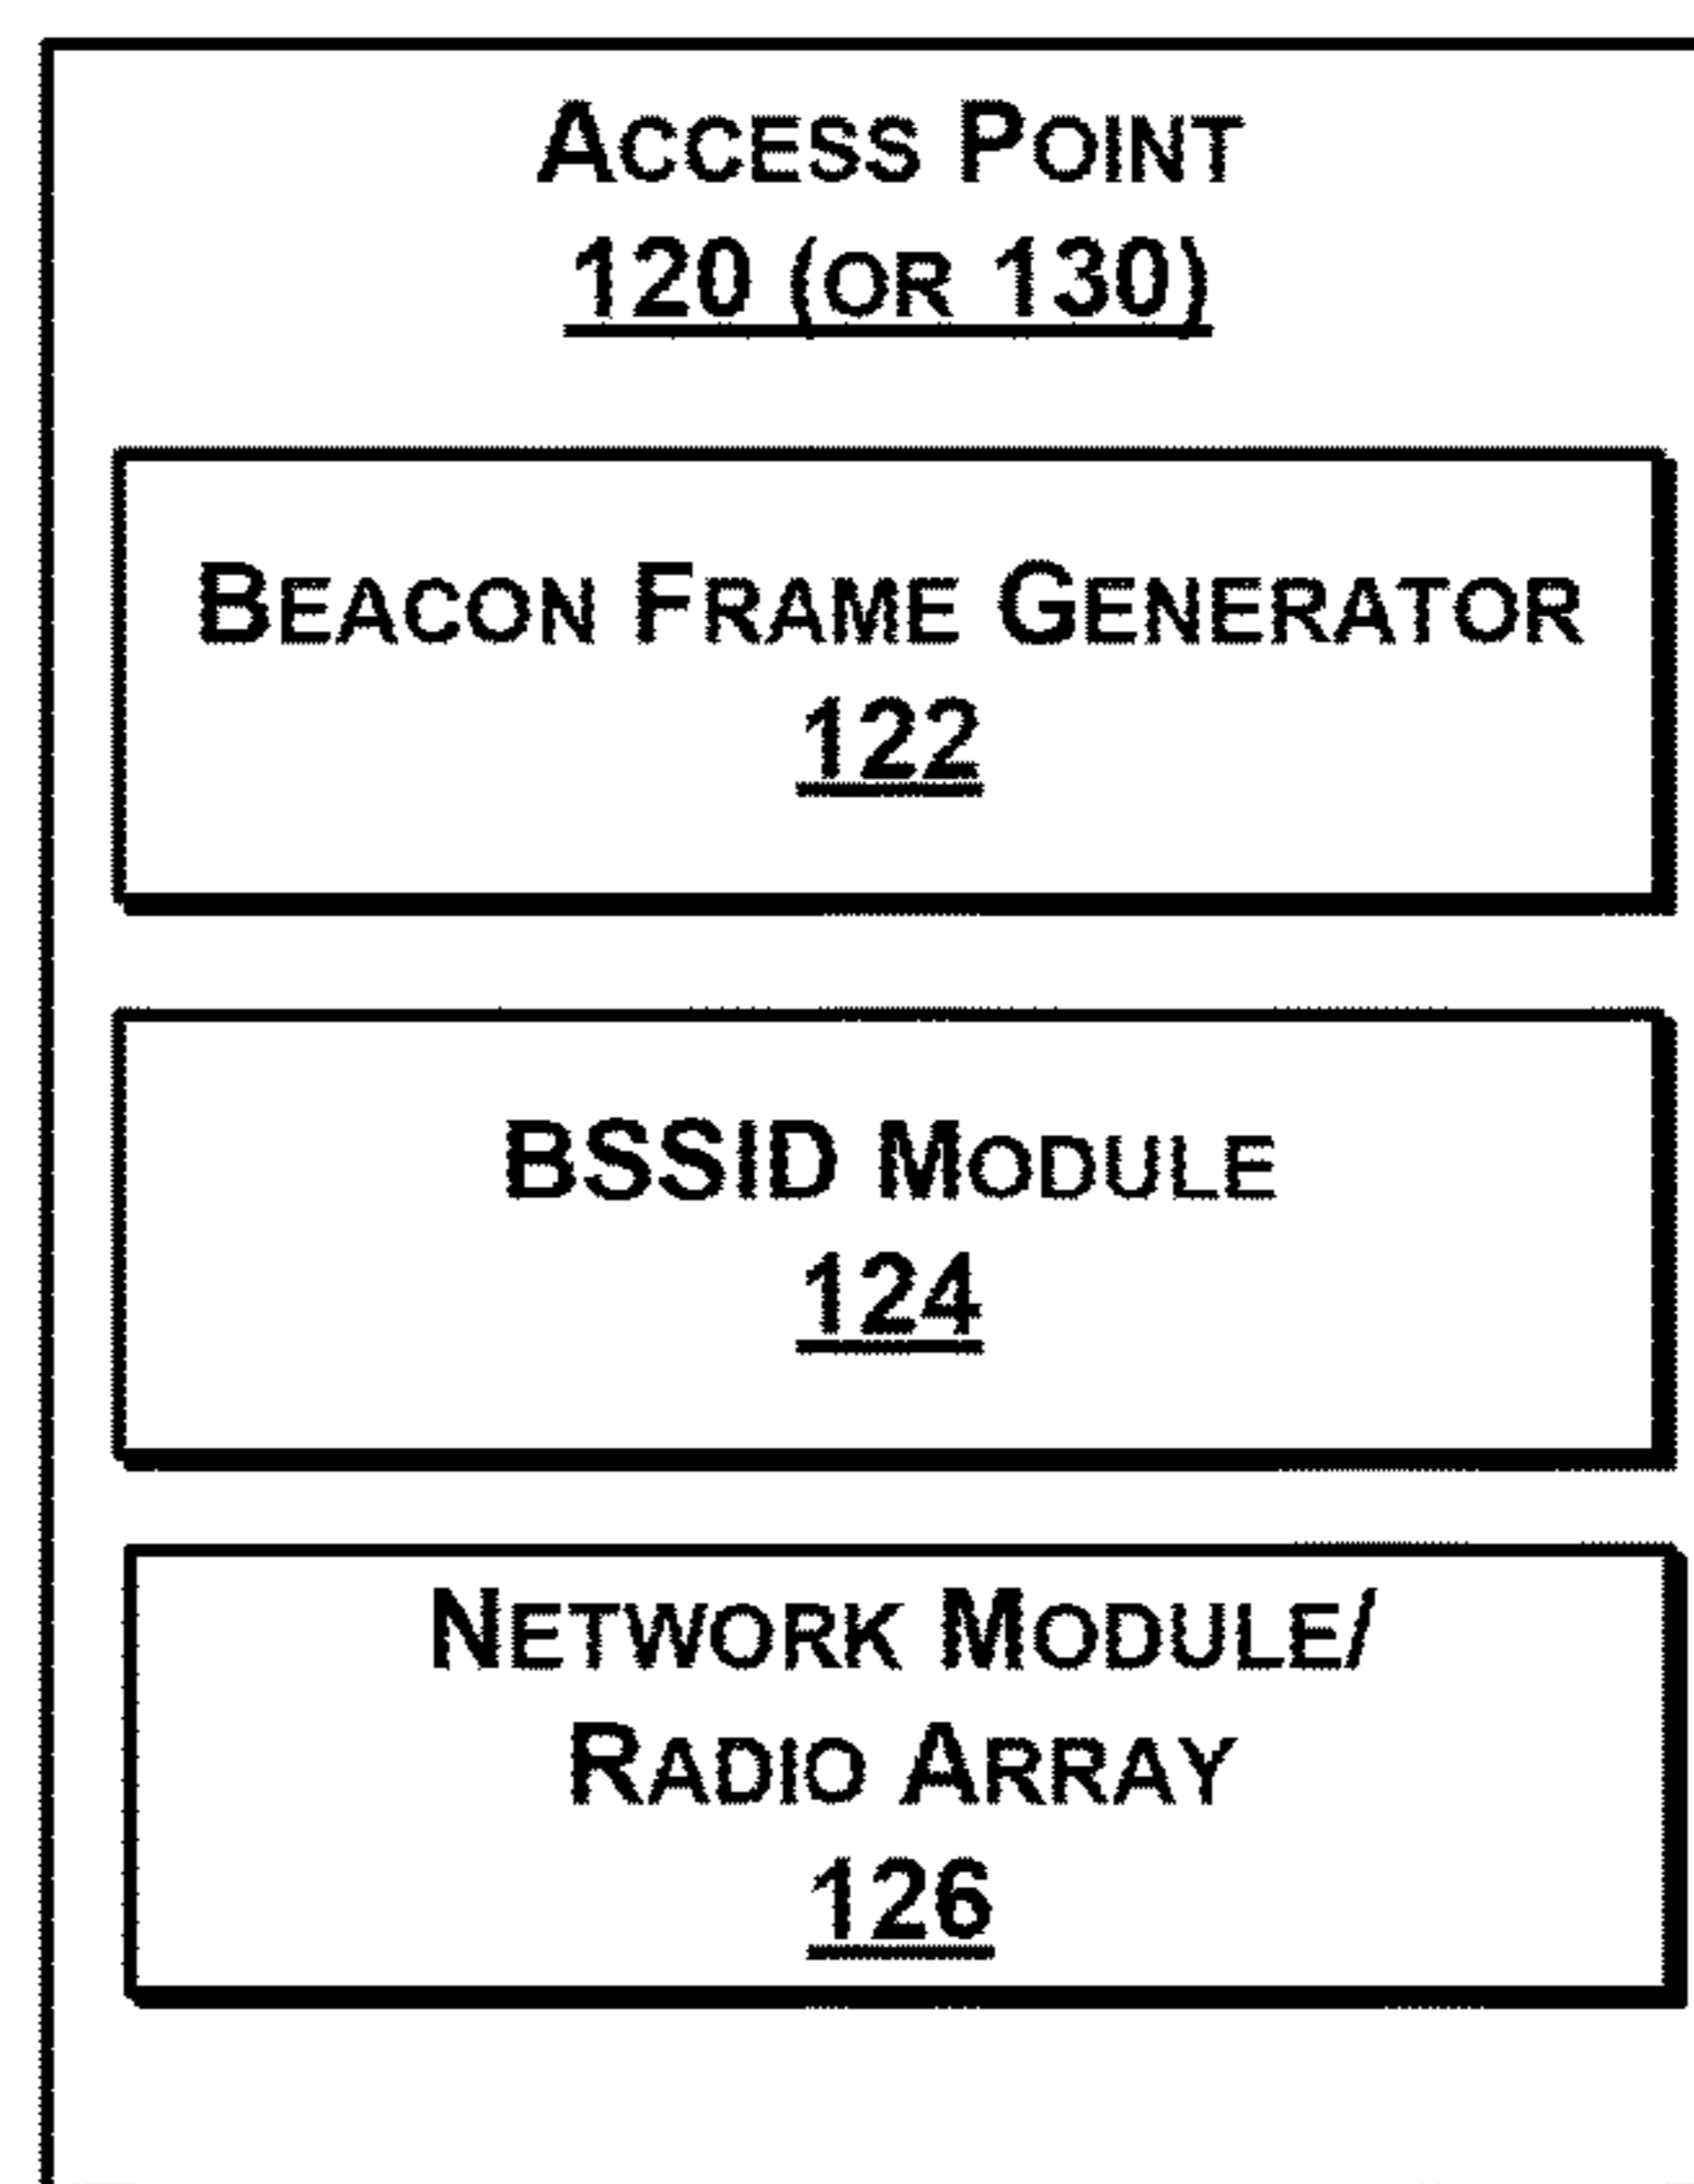 ACCESS POINT
120 (OR 130)
BEACON FRAME GENERATOR
122
BSSID MODULE
124
NETWORK MODULE/
RADIO ARRAY
126